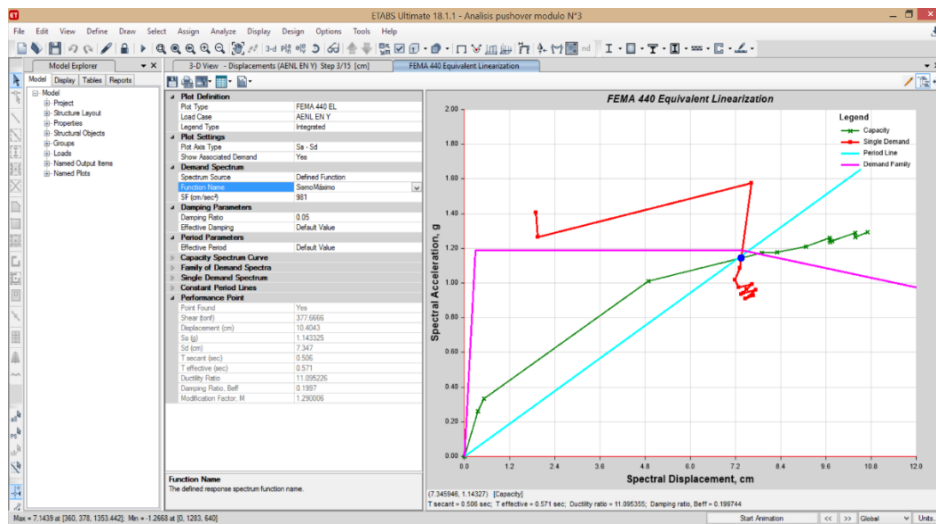 ETABS Ultimate 18.1.1 - Analisis pushover modulo N°3
File Edit View Define Draw Select Assign Analyze Display Design Options Tools Help
Model Explorer
3-D View - Displacements (AENL EN Y) Step 3/15 [cm]
FEMA 440 Equivalent Linearization
Model Display Tables Reports
Model
Project
Structure Layout
Properties
Structural Objects
Groups
Loads
Named Output Items
Named Plots
Plot Definition
Plot Type FEMA 440 EL
Load Case AENL EN Y
Legend Type Integrated
Plot Settings
Plot Axis Type Sa - Sd
Show Associated Demand Yes
Demand Spectrum
Spectrum Source Defined Function
Function Name SamoMáximo
SF (cm/sec²) 981
Damping Parameters
Damping Ratio 0.05
Effective Damping Default Value
Period Parameters
Effective Period Default Value
Capacity Spectrum Curve
Family of Demand Spectra
Single Demand Spectrum
Constant Period Lines
Performance Point
Point Found Yes
Shear (tonf) 377.6666
Displacement (cm) 10.4043
Sa (g) 1.143325
Sd (cm) 7.347
T secant (sec) 0.506
T effective (sec) 0.571
Ductility Ratio 11.095226
Damping Ratio, Beff 0.1997
Modification Factor, M 1.290006
Function Name
The defined response spectrum function name.
FEMA 440 Equivalent Linearization
Legend
Capacity
Single Demand
Period Line
Demand Family
Spectral Acceleration, g
2.00
1.80
1.60
1.40
1.20
1.00
0.80
0.60
0.40
0.20
0.00
0.0 1.2 2.4 3.6 4.8 6.0 7.2 8.4 9.6 10.8 12.0
Spectral Displacement, cm
(7.345946, 1.14327) [Capacity]
T secant = 0.506 sec; T effective = 0.571 sec; Ductility ratio = 11.095355; Damping ratio, Beff = 0.199744
Max = 7.1439 at [360, 378, 1353.442]; Min = -1.2668 at [0, 1283, 640]
Start Animation << >> Global Units...